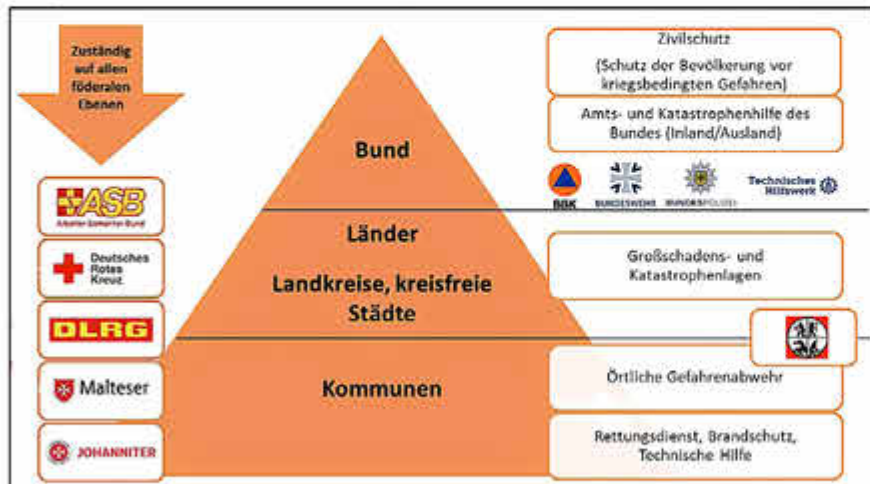 Zuständig
auf allen
föderalen
Ebenen
ASB
Arbeiter-Samariter-Bund
Deutsches
Rotes
Kreuz
DLRG
Malteser
JOHANNITER
Bund
Länder
Landkreise, kreisfreie
Städte
Kommunen
Zivilschutz
(Schutz der Bevölkerung vor
kriegsbedingten Gefahren)
Amts- und Katastrophenhilfe des
Bundes (Inland/Ausland)
BBK
BUNDESWEHR
BUNDESPOLIZEI
Technisches
Hilfswerk
Großschadens- und
Katastrophenlagen
Örtliche Gefahrenabwehr
Rettungsdienst, Brandschutz,
Technische Hilfe